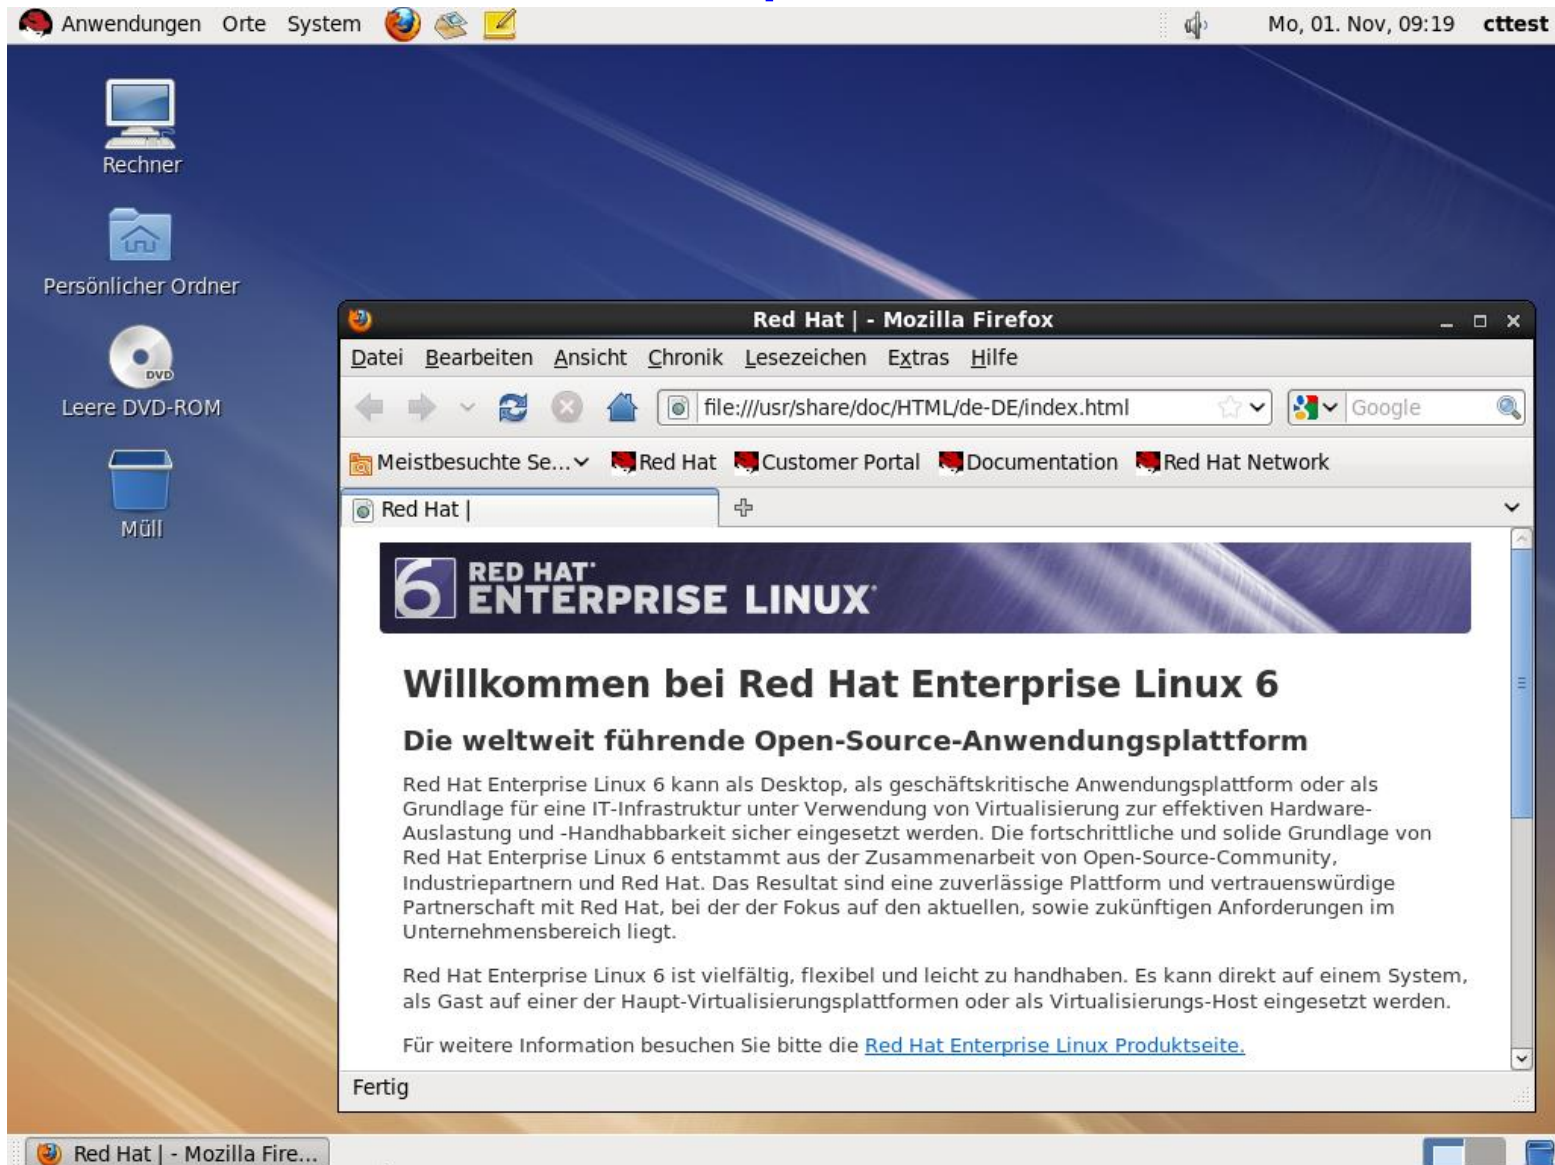 Anwendungen Orte System
Mo, 01. Nov, 09:19 cttest
Rechner
Persönlicher Ordner
DVD
Leere DVD-ROM
Müll
Red Hat | - Mozilla Firefox
Datei Bearbeiten Ansicht Chronik Lesezeichen Extras Hilfe
file:///usr/share/doc/HTML/de-DE/index.html
Google
Meistbesuchte Se... Red Hat Customer Portal Documentation Red Hat Network
Red Hat |
6 RED HAT
ENTERPRISE LINUX
Willkommen bei Red Hat Enterprise Linux 6
Die weltweit führende Open-Source-Anwendungsplattform
Red Hat Enterprise Linux 6 kann als Desktop, als geschäftskritische Anwendungsplattform oder als
Grundlage für eine IT-Infrastruktur unter Verwendung von Virtualisierung zur effektiven Hardware-
Auslastung und -Handhabbarkeit sicher eingesetzt werden. Die fortschrittliche und solide Grundlage von
Red Hat Enterprise Linux 6 entstammt aus der Zusammenarbeit von Open-Source-Community,
Industriepartnern und Red Hat. Das Resultat sind eine zuverlässige Plattform und vertrauenswürdige
Partnerschaft mit Red Hat, bei der der Fokus auf den aktuellen, sowie zukünftigen Anforderungen im
Unternehmensbereich liegt.
Red Hat Enterprise Linux 6 ist vielfältig, flexibel und leicht zu handhaben. Es kann direkt auf einem System,
als Gast auf einer der Haupt-Virtualisierungsplattformen oder als Virtualisierungs-Host eingesetzt werden.
Für weitere Information besuchen Sie bitte die Red Hat Enterprise Linux Produktseite.
Fertig
Red Hat | - Mozilla Fire...